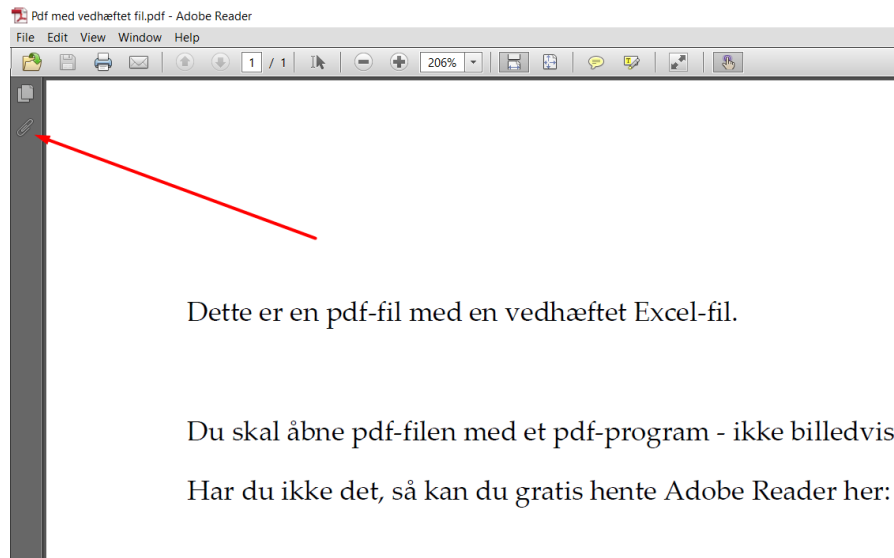 Pdf med vedhæftet fil.pdf - Adobe Reader
File Edit View Window Help
1 / 1 206%
Dette er en pdf-fil med en vedhæftet Excel-fil.
Du skal åbne pdf-filen med et pdf-program - ikke billedvis
Har du ikke det, så kan du gratis hente Adobe Reader her: